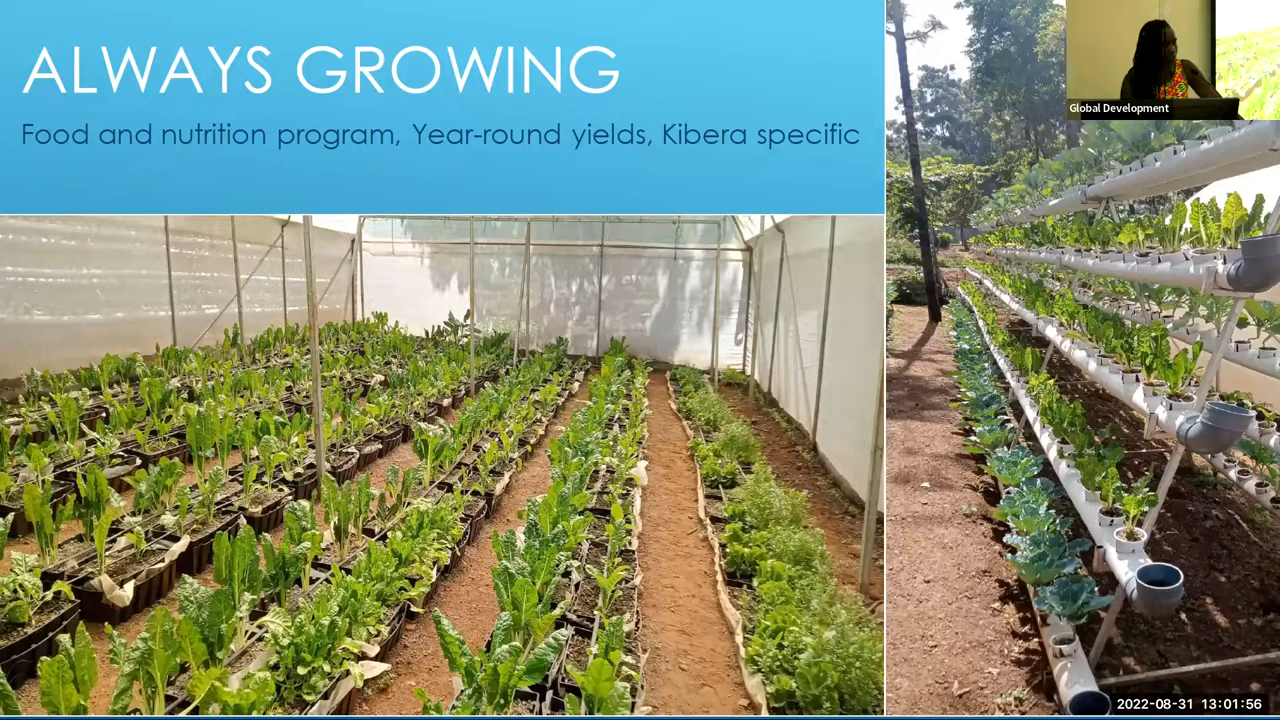 ALWAYS GROWING
Food and nutrition program, Year-round yields, Kibera specific
Global Development
2022-08-31 13:01:56